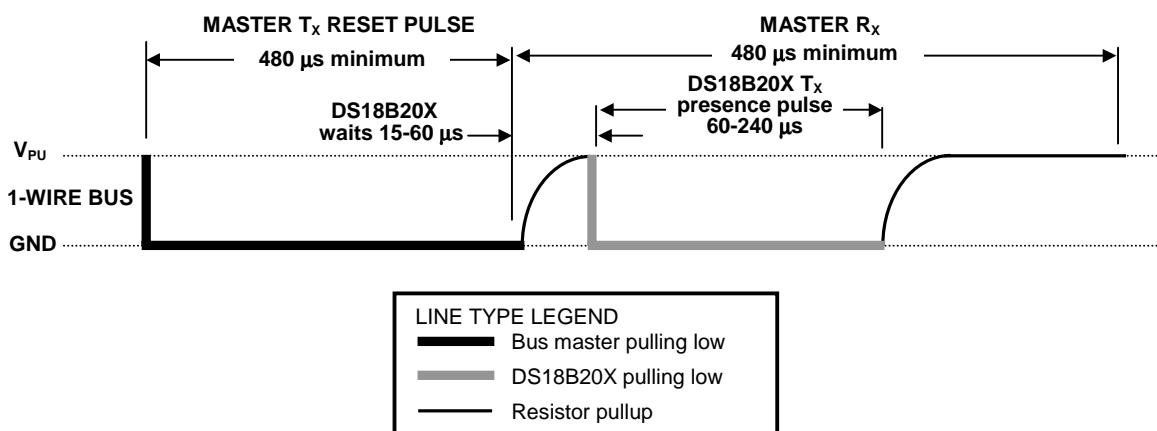 MASTER TX RESET PULSE
480 μs minimum
MASTER RX
480 μs minimum
DS18B20X
waits 15-60 μs
DS18B20X TX
presence pulse
60-240 μs
VPU
1-WIRE BUS
GND
LINE TYPE LEGEND
Bus master pulling low
DS18B20X pulling low
Resistor pullup